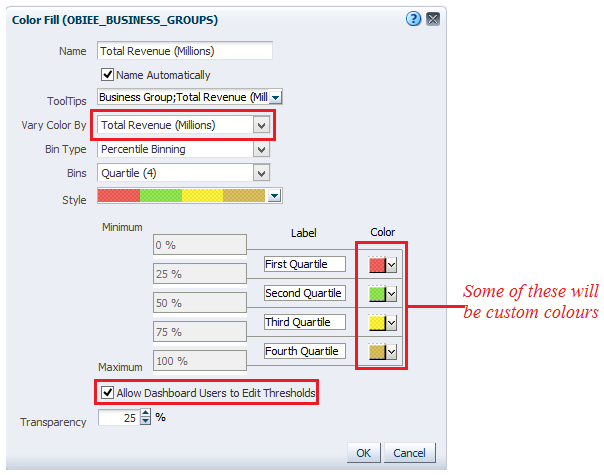 Color Fill (OBIEE_BUSINESS_GROUPS)
Name Total Revenue (Millions)
Name Automatically
ToolTips Business Group;Total Revenue (Mill
Vary Color By Total Revenue (Millions)
Bin Type Percentile Binning
Bins Quartile (4)
Style
Minimum Label Color
0 %
First Quartile
25 %
Second Quartile
50 %
Third Quartile
75 %
Fourth Quartile
Maximum 100 %
Some of these will
be custom colours
Allow Dashboard Users to Edit Thresholds
Transparency 25 %
OK Cancel